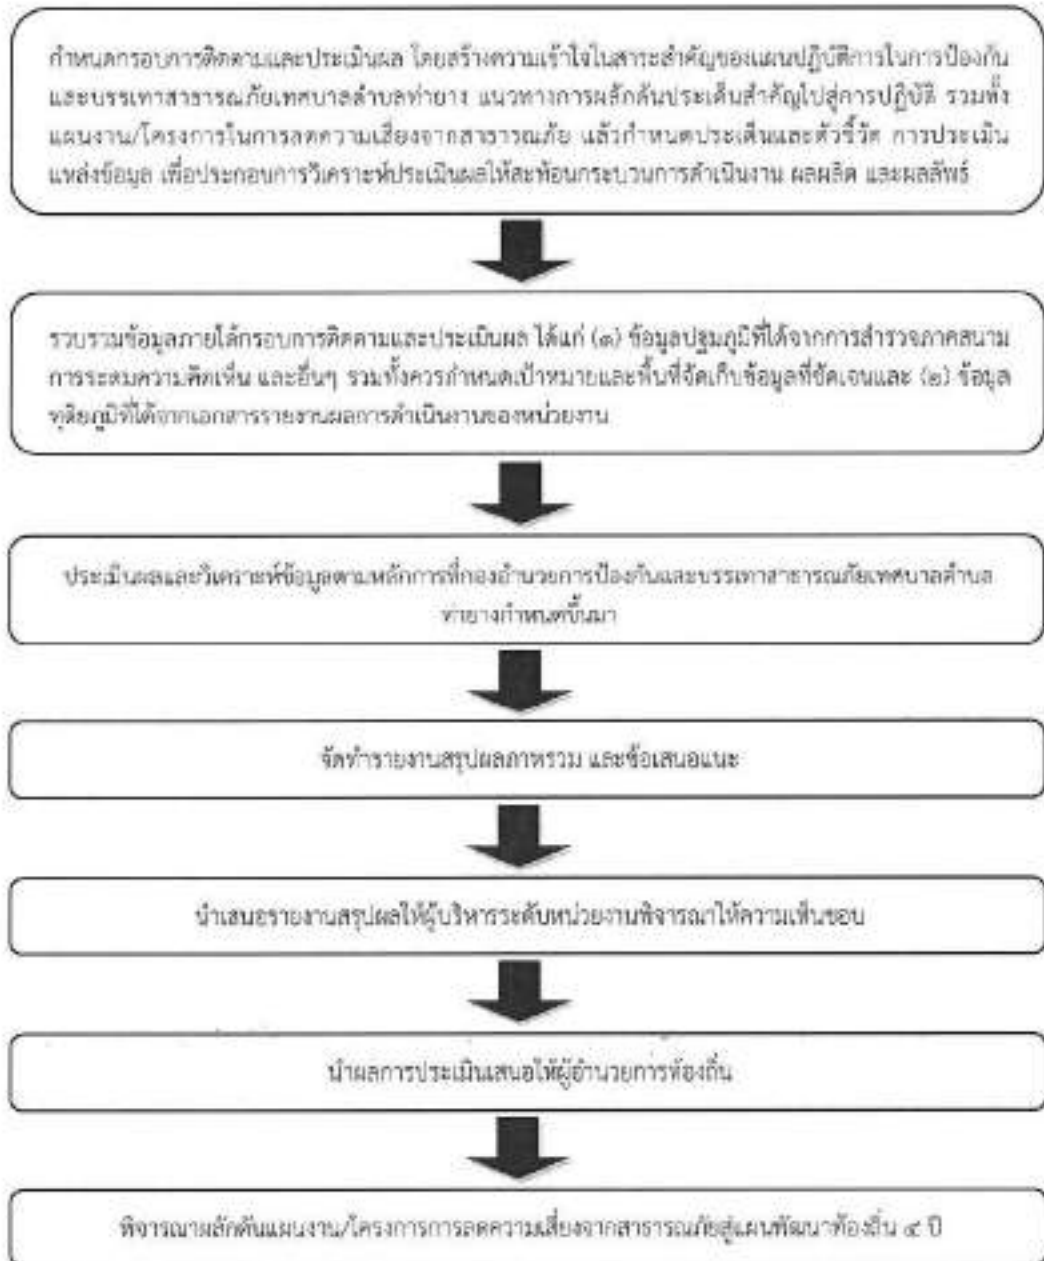 กำหนดกรอบการติดตามและประเมินผล โดยสร้างความเข้าใจในสาระสำคัญของแผนปฏิบัติการในการป้องกัน
และบรรเทาสาธารณภัยเทศบาลตำบลท่ายาง แนวทางการผลักดันประเด็นสำคัญไปสู่การปฏิบัติ รวมทั้ง
แผนงาน/โครงการในการลดความเสี่ยงจากสาธารณภัย แล้วกำหนดประเด็นและตัวชี้วัด การประเมิน
แหล่งข้อมูล เพื่อประกอบการวิเคราะห์ประเมินผลให้สะท้อนกระบวนการดำเนินงาน ผลผลิต และผลลัพธ์
รวบรวมข้อมูลภายใต้กรอบการติดตามและประเมินผล ได้แก่ (๑) ข้อมูลปฐมภูมิที่ได้จากการสำรวจภาคสนาม
การระดมความคิดเห็น และอื่นๆ รวมทั้งควรกำหนดเป้าหมายและพื้นที่จัดเก็บข้อมูลที่ชัดเจนและ (๒) ข้อมูล
ทุติยภูมิที่ได้จากเอกสารรายงานผลการดำเนินงานของหน่วยงาน
ประเมินผลและวิเคราะห์ข้อมูลตามหลักการที่กองอำนวยการป้องกันและบรรเทาสาธารณภัยเทศบาลตำบล
ท่ายางกำหนดขึ้นมา
จัดทำรายงานสรุปผลภาพรวม และข้อเสนอแนะ
นำเสนอรายงานสรุปผลให้ผู้บริหารระดับหน่วยงานพิจารณาให้ความเห็นชอบ
นำผลการประเมินเสนอให้ผู้อำนวยการท้องถิ่น
พิจารณาผลักดันแผนงาน/โครงการการลดความเสี่ยงจากสาธารณภัยสู่แผนพัฒนาท้องถิ่น ๔ ปี